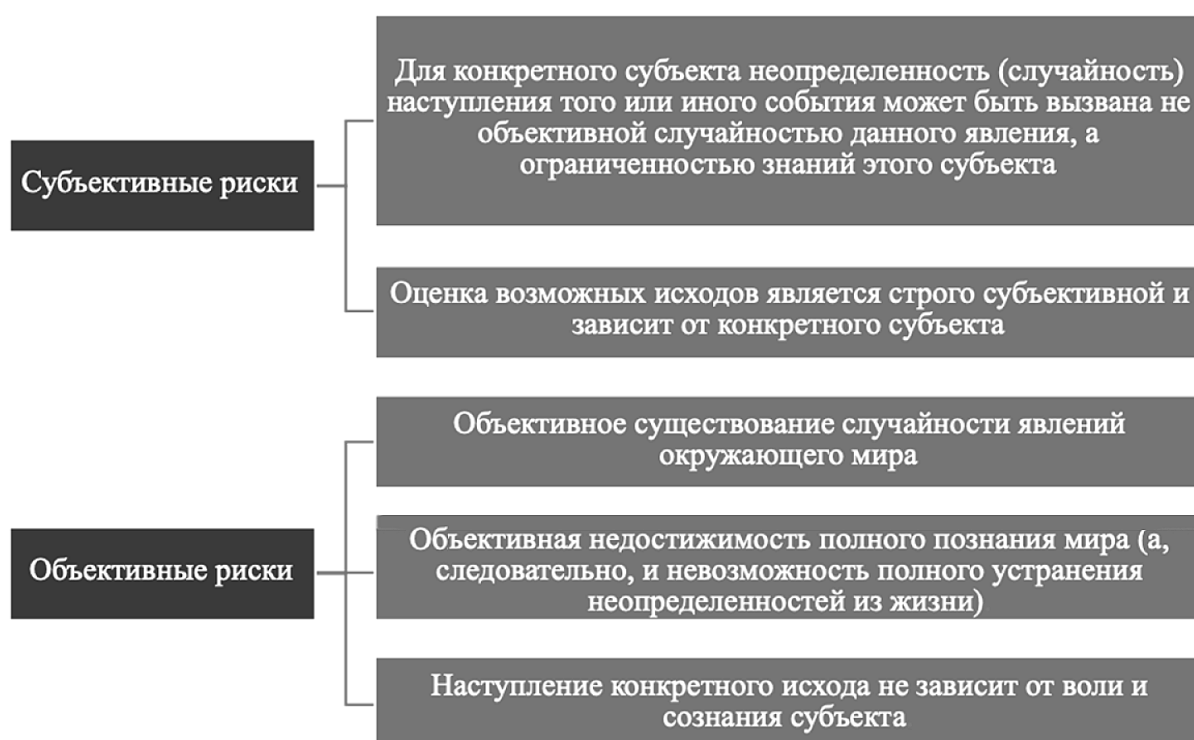 Субъективные риски
Для конкретного субъекта неопределенность (случайность)
наступления того или иного события может быть вызвана не
объективной случайностью данного явления, а
ограниченностью знаний этого субъекта
Оценка возможных исходов является строго субъективной и
зависит от конкретного субъекта
Объективные риски
Объективное существование случайности явлений
окружающего мира
Объективная недостижимость полного познания мира (а,
следовательно, и невозможность полного устранения
неопределенностей из жизни)
Наступление конкретного исхода не зависит от воли и
сознания субъекта